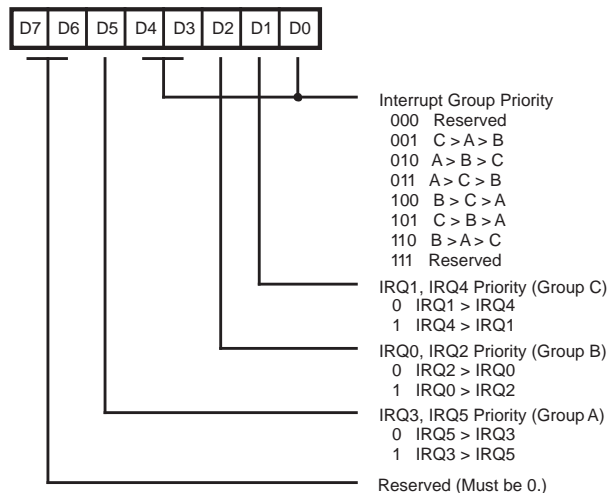 D7 D6 D5 D4 D3 D2 D1 D0
Interrupt Group Priority
000 Reserved
001 C > A > B
010 A > B > C
011 A > C > B
100 B > C > A
101 C > B > A
110 B > A > C
111 Reserved
IRQ1, IRQ4 Priority (Group C)
0 IRQ1 > IRQ4
1 IRQ4 > IRQ1
IRQ0, IRQ2 Priority (Group B)
0 IRQ2 > IRQ0
1 IRQ0 > IRQ2
IRQ3, IRQ5 Priority (Group A)
0 IRQ5 > IRQ3
1 IRQ3 > IRQ5
Reserved (Must be 0.)